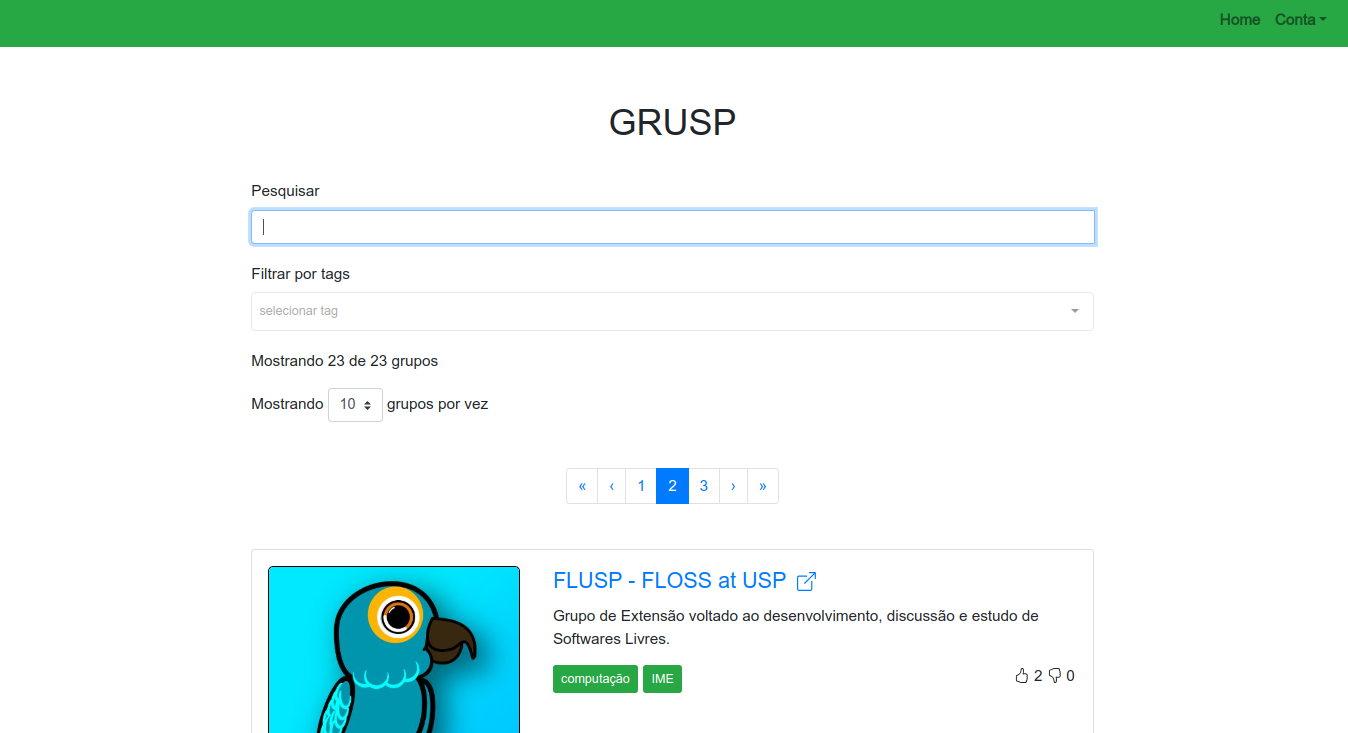 Home Conta
GRUSP
Pesquisar
Filtrar por tags
selecionar tag
Mostrando 23 de 23 grupos
Mostrando 10 grupos por vez
« ‹ 1 2 3 › »
FLUSP - FLOSS at USP
Grupo de Extensão voltado ao desenvolvimento, discussão e estudo de
Softwares Livres.
computação IME 2 0